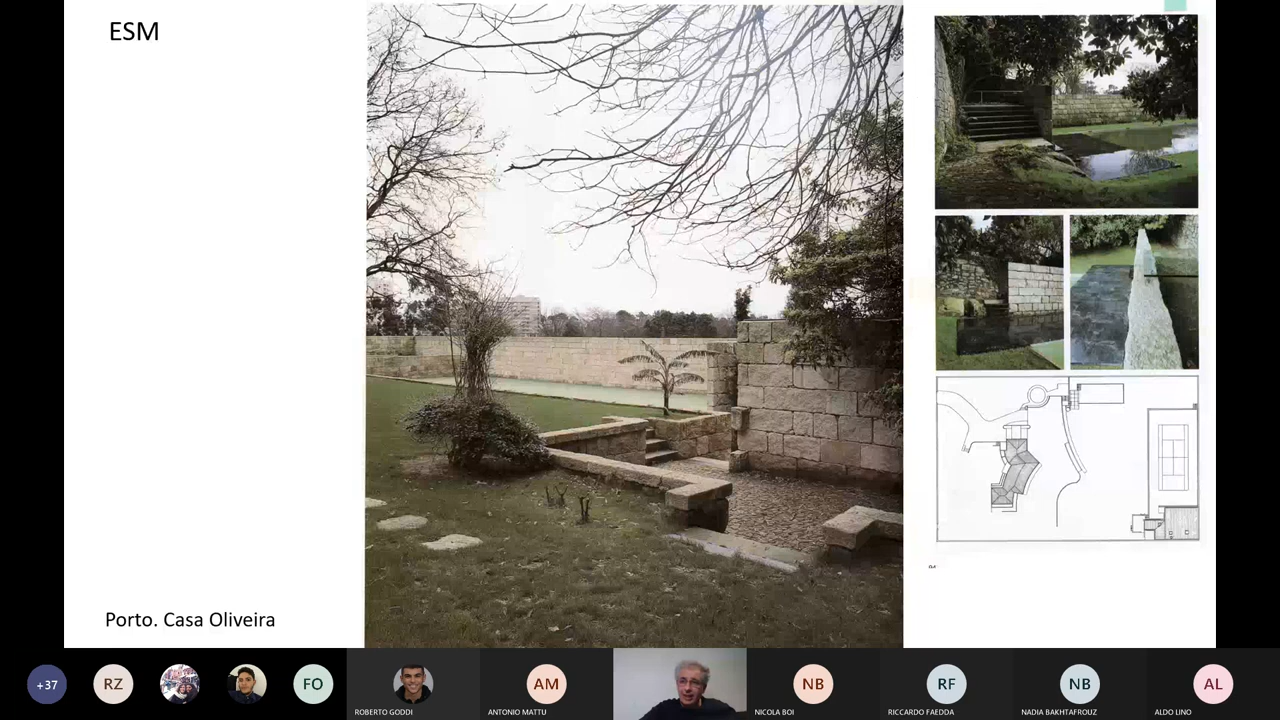 ESM
Porto. Casa Oliveira
+37
RZ
FO
ROBERTO GODDI
AM
ANTONIO MATTU
NB
NICOLA BOI
RF
RICCARDO FAEDDA
NB
NADIA BAKHTAFROUZ
AL
ALDO LINO